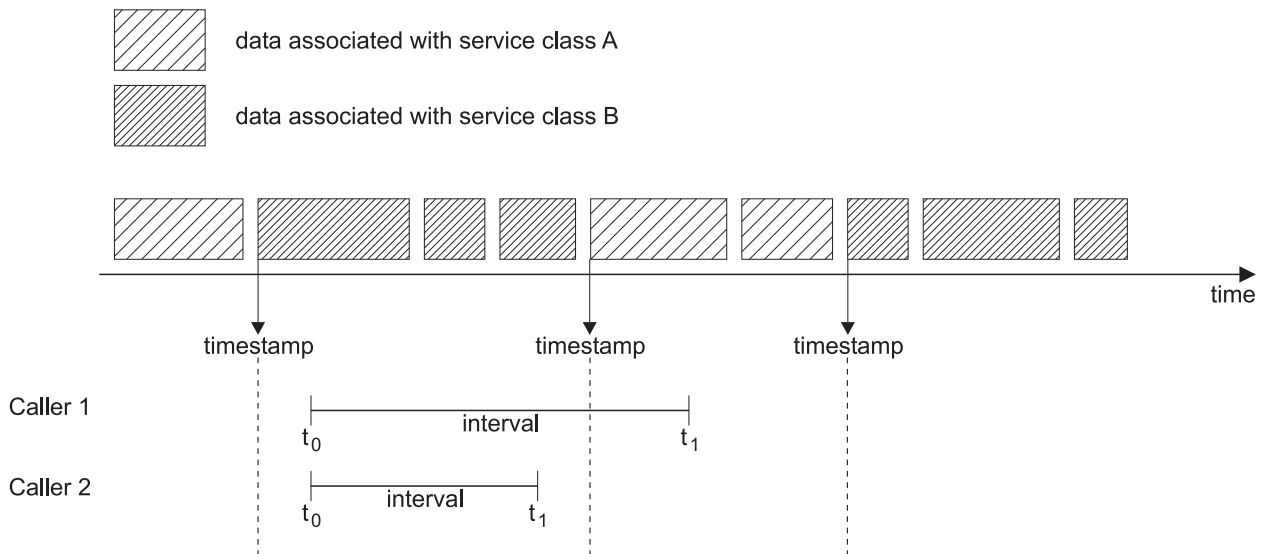 data associated with service class A
data associated with service class B
time
timestamp timestamp timestamp
Caller 1
interval
t0 t1
Caller 2
interval
t0 t1